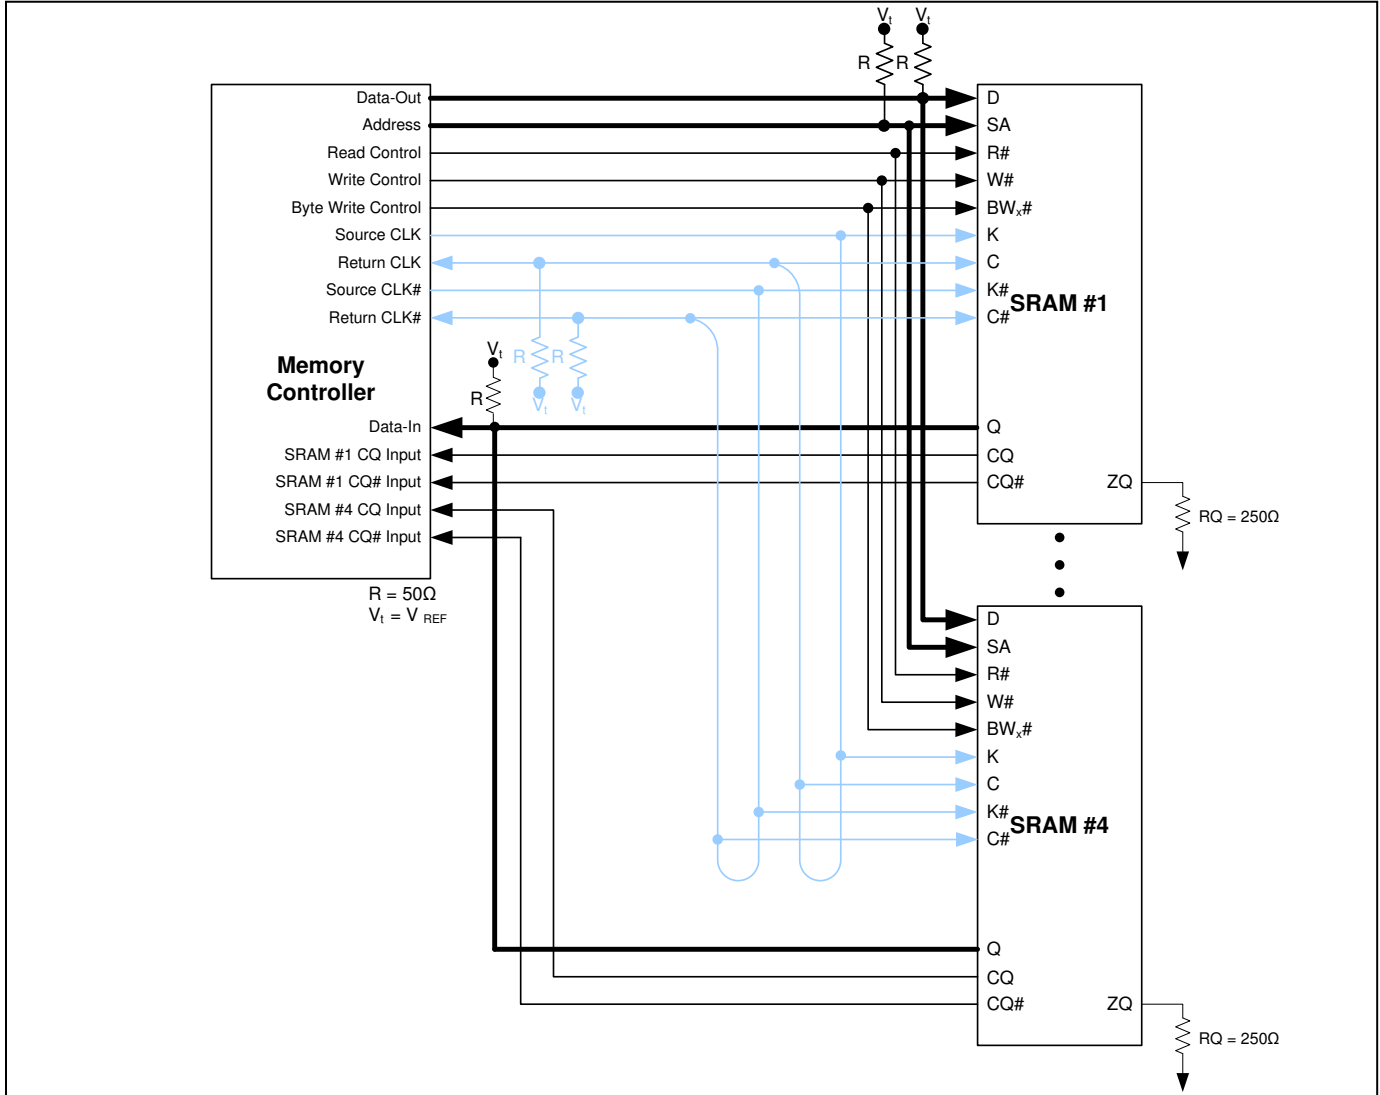 Vt Vt
R R
Data-Out
Address
Read Control
Write Control
Byte Write Control
Source CLK
Return CLK
Source CLK#
Return CLK#
Memory
Controller
Data-In
SRAM #1 CQ Input
SRAM #1 CQ# Input
SRAM #4 CQ Input
SRAM #4 CQ# Input
R = 50Ω
Vt = V REF
Vt
R
R R
Vt Vt
D
SA
R#
W#
BWx#
K
C
K#
SRAM #1
C#
Q
CQ
CQ# ZQ
RQ = 250Ω
D
SA
R#
W#
BWx#
K
C
K#
SRAM #4
C#
Q
CQ
CQ# ZQ
RQ = 250Ω